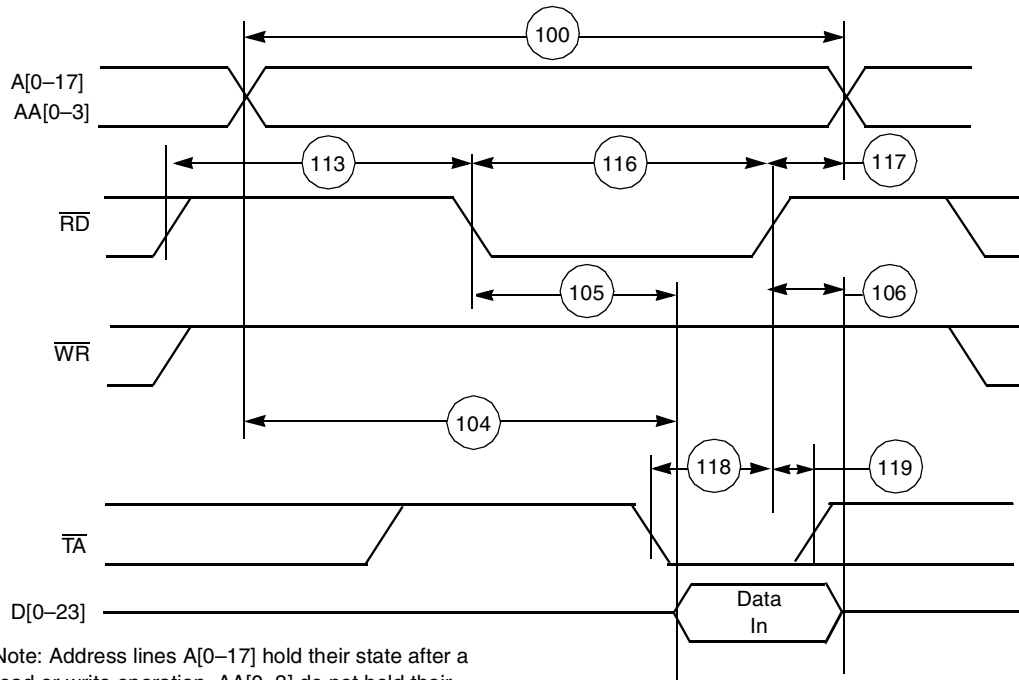 100
A[0–17]
AA[0–3]
113
116
117
RD
105
106
WR
104
118
119
TA
D[0–23]
Data
In
Note: Address lines A[0–17] hold their state after a
read or write operation. AA[0–3] do not hold their